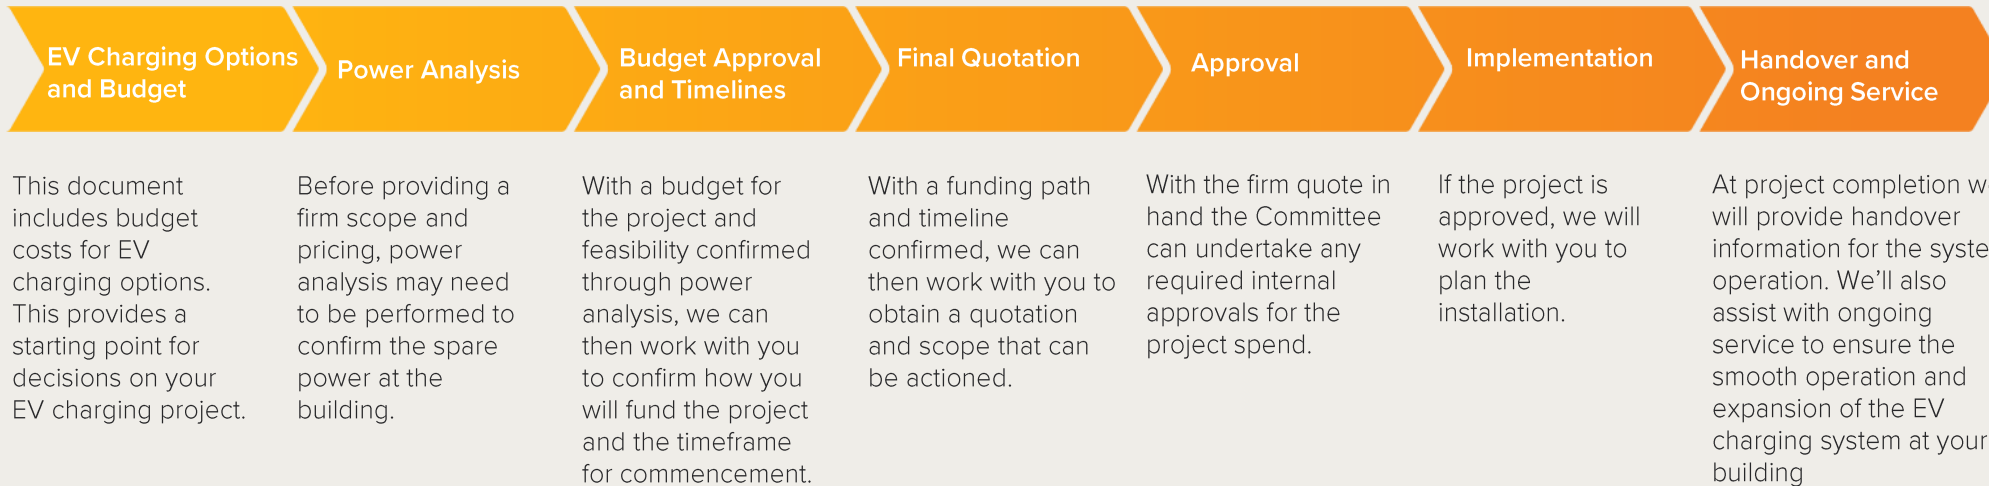 EV Charging Options
and Budget
Power Analysis
Budget Approval
and Timelines
Final Quotation
Approval
Implementation
Handover and
Ongoing Service
This document
includes budget
costs for EV
charging options.
This provides a
starting point for
decisions on your
EV charging project.
Before providing a
firm scope and
pricing, power
analysis may need
to be performed to
confirm the spare
power at the
building.
With a budget for
the project and
feasibility confirmed
through power
analysis, we can
then work with you
to confirm how you
will fund the project
and the timeframe
for commencement.
With a funding path
and timeline
confirmed, we can
then work with you to
obtain a quotation
and scope that can
be actioned.
With the firm quote in
hand the Committee
can undertake any
required internal
approvals for the
project spend.
If the project is
approved, we will
work with you to
plan the
installation.
At project completion
will provide handover
information for the
operation. We’ll also
assist with ongoing
service to ensure the
smooth operation and
expansion of the EV
charging system at your
building